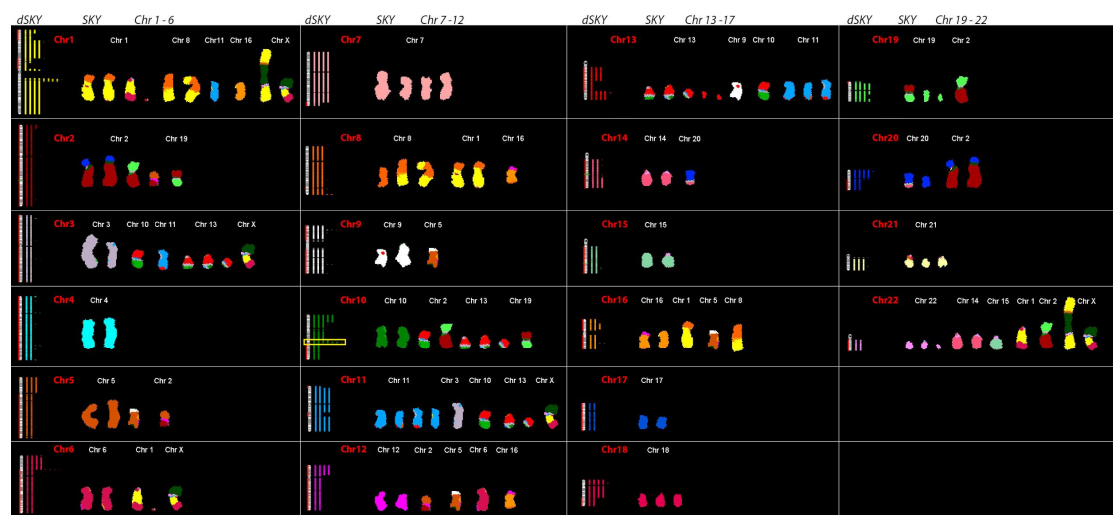 dSKY SKY Chr 1 - 6 dSKY SKY Chr 7 -12 dSKY SKY Chr 13 -17 dSKY SKY Chr 19 - 22
Chr1 Chr 1 Chr 8 Chr11 Chr 16 Chr X
Chr7 Chr 7
Chr13 Chr 13 Chr 9 Chr 10 Chr 11
Chr19 Chr 19 Chr 2
Chr2 Chr 2 Chr 19
Chr8 Chr 8 Chr 1 Chr 16
Chr14 Chr 14 Chr 20
Chr20 Chr 20 Chr 2
Chr3 Chr 3 Chr 10 Chr 11 Chr 13 Chr X
Chr9 Chr 9 Chr 5
Chr15 Chr 15
Chr21 Chr 21
Chr4 Chr 4
Chr10 Chr 10 Chr 2 Chr 13 Chr 19
Chr16 Chr 16 Chr 1 Chr 5 Chr 8
Chr22 Chr 22 Chr 14 Chr 15 Chr 1 Chr 2 Chr X
Chr5 Chr 5 Chr 2
Chr11 Chr 11 Chr 3 Chr 10 Chr 13 Chr X
Chr17 Chr 17
Chr6 Chr 6 Chr 1 Chr X
Chr12 Chr 12 Chr 2 Chr 5 Chr 6 Chr 16
Chr18 Chr 18